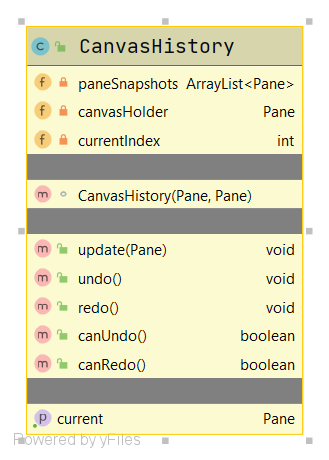 C CanvasHistory
f paneSnapshots ArrayList<Pane>
f canvasHolder Pane
f currentIndex int
m CanvasHistory(Pane, Pane)
m update(Pane) void
m undo() void
m redo() void
m canUndo() boolean
m canRedo() boolean
p current Pane
Powered by yFiles